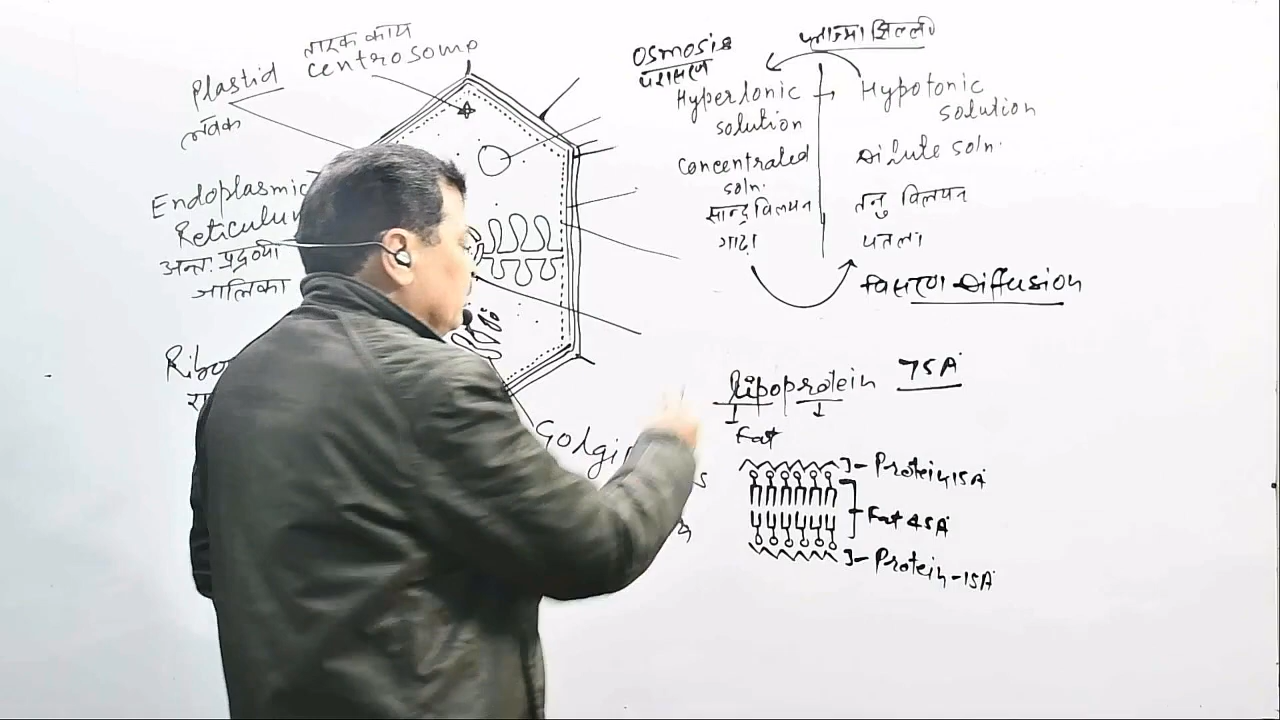 तारक काय
centrosome
Plastid
लवक
Endoplasmic
Reticulum
अन्त: प्रद्रव्यी
जालिका
Ribo
रा
Golgi
s
Osmosis
परासरण
प्लाज्मा झिल्ली
Hypertonic → Hypotonic
solution solution
Concentrated Dilute soln.
soln.
सान्द्र विलयन तनु विलयन
गाढ़ा पतला
विसरण Diffusion
Lipoprotein 75A°
Fat
Protein 15A°
Fat 45A°
Protein - 15A°